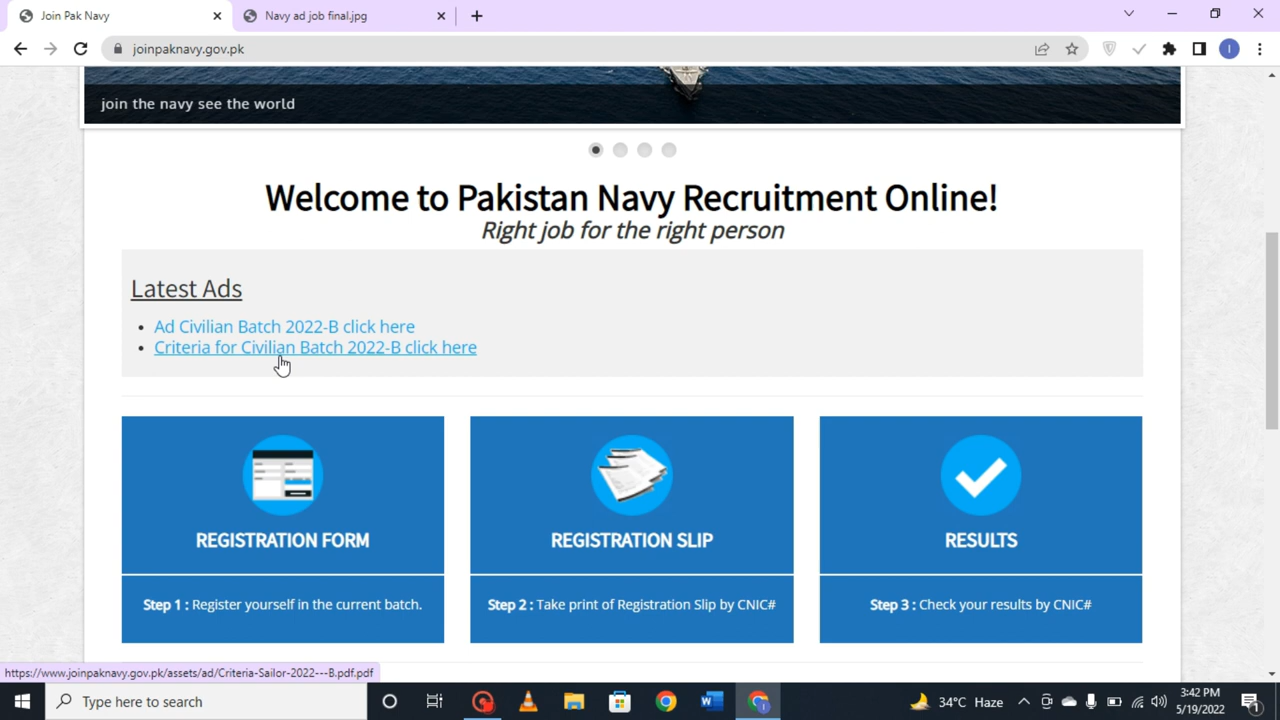 Join Pak Navy
Navy ad job final.jpg
joinpaknavy.gov.pk
I
join the navy see the world
Welcome to Pakistan Navy Recruitment Online!
Right job for the right person
Latest Ads
• Ad Civilian Batch 2022-B click here
• Criteria for Civilian Batch 2022-B click here
REGISTRATION FORM
Step 1 : Register yourself in the current batch.
REGISTRATION SLIP
Step 2 : Take print of Registration Slip by CNIC#
RESULTS
Step 3 : Check your results by CNIC#
https://www.joinpaknavy.gov.pk/assets/ad/Criteria-Sailor-2022---B.pdf.pdf
Type here to search
34°C Haze
3:42 PM
5/19/2022
1